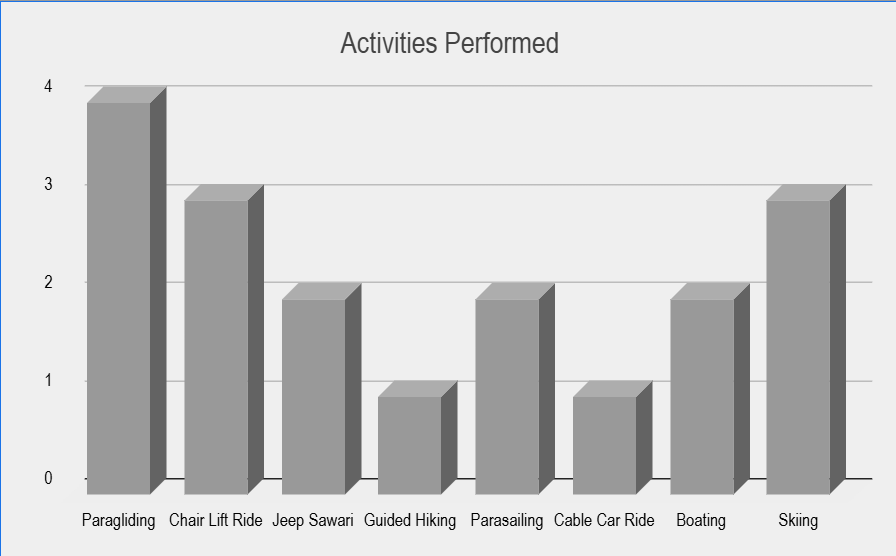 Activities Performed
4
3
2
1
0
Paragliding Chair Lift Ride Jeep Sawari Guided Hiking Parasailing Cable Car Ride Boating Skiing